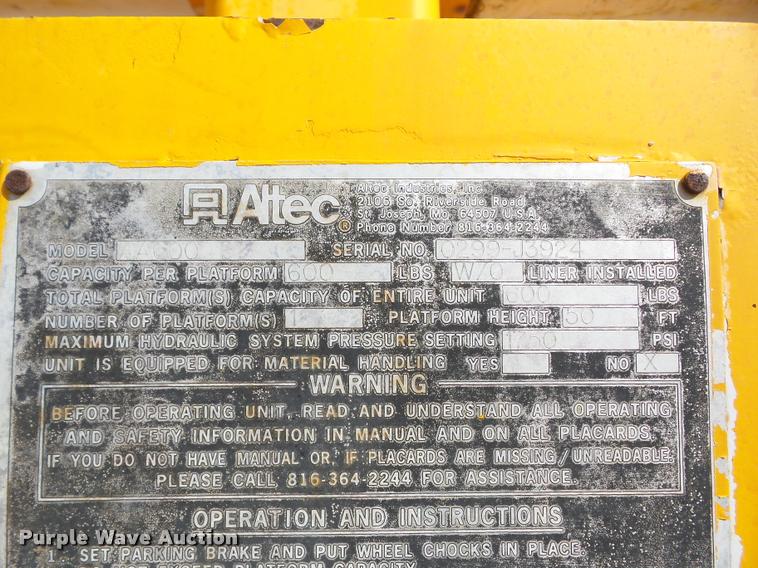 Altec
Altec Industries, Inc.
2106 So. Riverside Road
St. Joseph, Mo. 64507 U.S.A.
® Phone Number 816-364-2244
MODEL SERIAL NO.
CAPACITY PER PLATFORM 600 LBS W/O LINER INSTALLED
TOTAL PLATFORM(S) CAPACITY OF ENTIRE UNIT 600 LBS
NUMBER OF PLATFORM(S) PLATFORM HEIGHT 50 FT
MAXIMUM HYDRAULIC SYSTEM PRESSURE SETTING 1750 PSI
UNIT IS EQUIPPED FOR MATERIAL HANDLING YES NO X
WARNING
BEFORE OPERATING UNIT, READ AND UNDERSTAND ALL OPERATING
AND SAFETY INFORMATION IN MANUAL AND ON ALL PLACARDS.
IF YOU DO NOT HAVE MANUAL OR IF PLACARDS ARE MISSING/UNREADABLE,
PLEASE CALL 816-364-2244 FOR ASSISTANCE.
OPERATION AND INSTRUCTIONS
1. SET PARKING BRAKE AND PUT WHEEL CHOCKS IN PLACE.
EXCEED PLATFORM CAPACITY
Purple Wave Auction